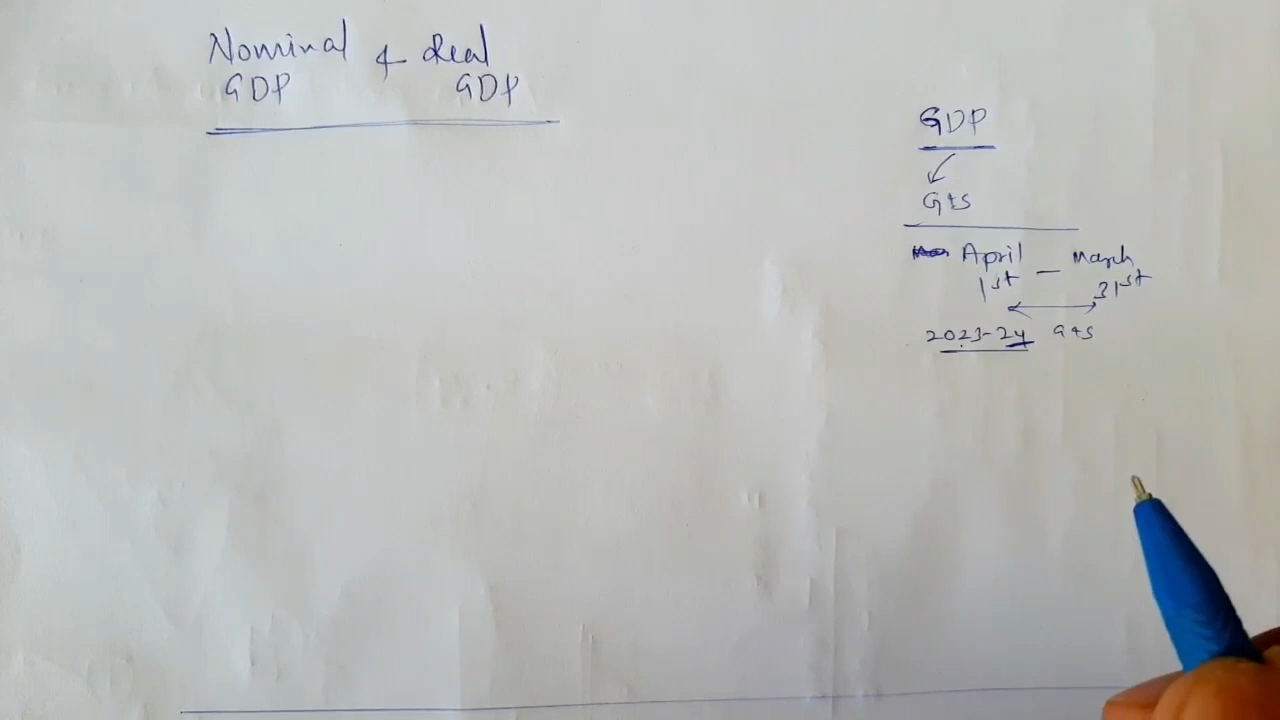 Nominal & Real
GDP GDP
GDP
G+S
April – March
1st 31st
2023-24 G+S